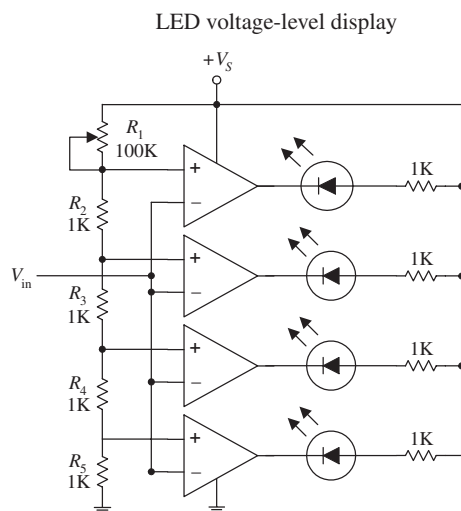 LED voltage-level display
+V_S
R_1
100K
1K
+
−
R_2
1K
1K
+
−
V_in
R_3
1K
1K
+
−
R_4
1K
1K
+
−
R_5
1K